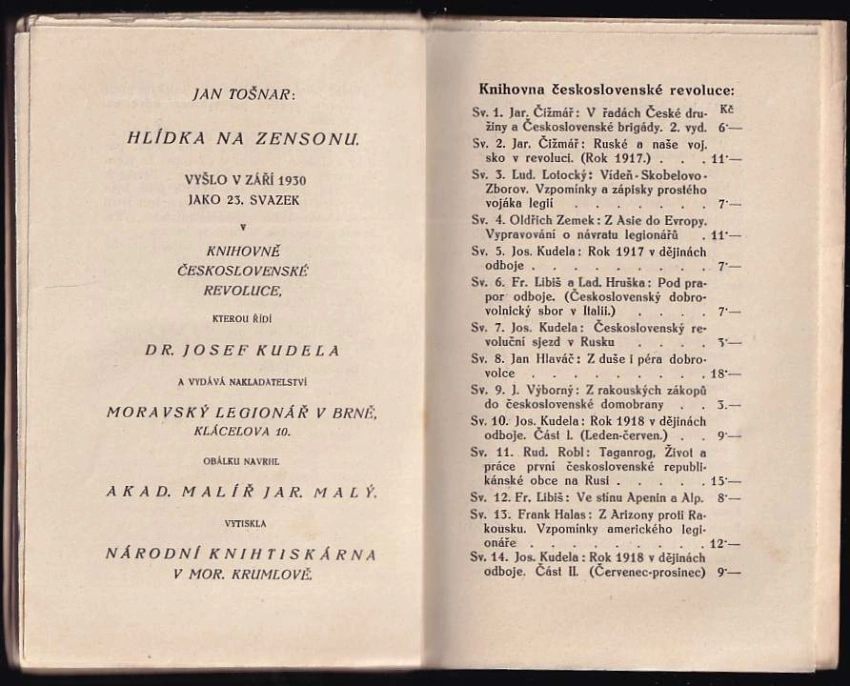 JAN TOŠNAR:
HLÍDKA NA ZENSONU.
VYŠLO V ZÁŘÍ 1930
JAKO 23. SVAZEK
V
KNIHOVNĚ
ČESKOSLOVENSKÉ
REVOLUCE,
KTEROU ŘÍDÍ
DR. JOSEF KUDELA
A VYDÁVÁ NAKLADATELSTVÍ
MORAVSKÝ LEGIONÁŘ V BRNĚ,
KLÁCELOVA 10.
OBÁLKU NAVRHL
AKAD. MALÍŘ JAR. MALÝ.
VYTISKLA
NÁRODNÍ KNIHTISKÁRNA
V MOR. KRUMLOVĚ.
Knihovna československé revoluce:
Sv. 1. Jar. Čižmář: V řadách České dru- Kč
žiny a Československé brigády. 2. vyd. 6·—
Sv. 2. Jar. Čižmář: Ruské a naše voj.
sko v revoluci. (Rok 1917.) . . . 11·—
Sv. 3. Lud. Lolocký: Vídeň-Skobelovo-
Zborov. Vzpomínky a zápisky prostého
vojáka legií . . . . . . . 7·—
Sv. 4. Oldřich Zemek: Z Asie do Evropy.
Vypravování o návratu legionářů . 11·—
Sv. 5. Jos. Kudela: Rok 1917 v dějinách
odboje . . . . . . . . 7·—
Sv. 6. Fr. Libiš a Lad. Hruška: Pod pra-
por odboje. (Československý dobro-
volnický sbor v Italii.) . . . . 7·—
Sv. 7. Jos. Kudela: Československý re-
voluční sjezd v Rusku . . . . 3·—
Sv. 8. Jan Hlaváč: Z duše i péra dobro-
volce . . . . . . . . 18·—
Sv. 9. J. Výborný: Z rakouských zákopů
do československé domobrany . . 3.—
Sv. 10. Jos. Kudela: Rok 1918 v dějinách
odboje. Část I. (Leden-červen.) . . 9·—
Sv. 11. Rud. Robl: Taganrog, Život a
práce první československé republi-
kánské obce na Rusi . . . . . 15·—
Sv. 12. Fr. Libiš: Ve stínu Apenin a Alp. 8·—
Sv. 13. Frank Halas: Z Arizony proti Ra-
kousku. Vzpomínky amerického legi-
onáře . . . . . . . . 12·—
Sv. 14. Jos. Kudela: Rok 1918 v dějinách
odboje. Část II. (Červenec-prosinec) 9·—